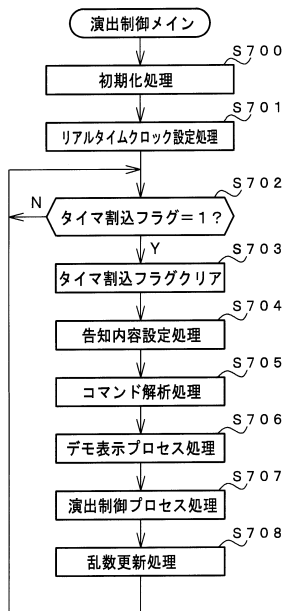 演出制御メイン
S700
初期化処理
S701
リアルタイムクロック設定処理
S702
N
タイマ割込フラグ＝1？
Y
S703
タイマ割込フラグクリア
S704
告知内容設定処理
S705
コマンド解析処理
S706
デモ表示プロセス処理
S707
演出制御プロセス処理
S708
乱数更新処理